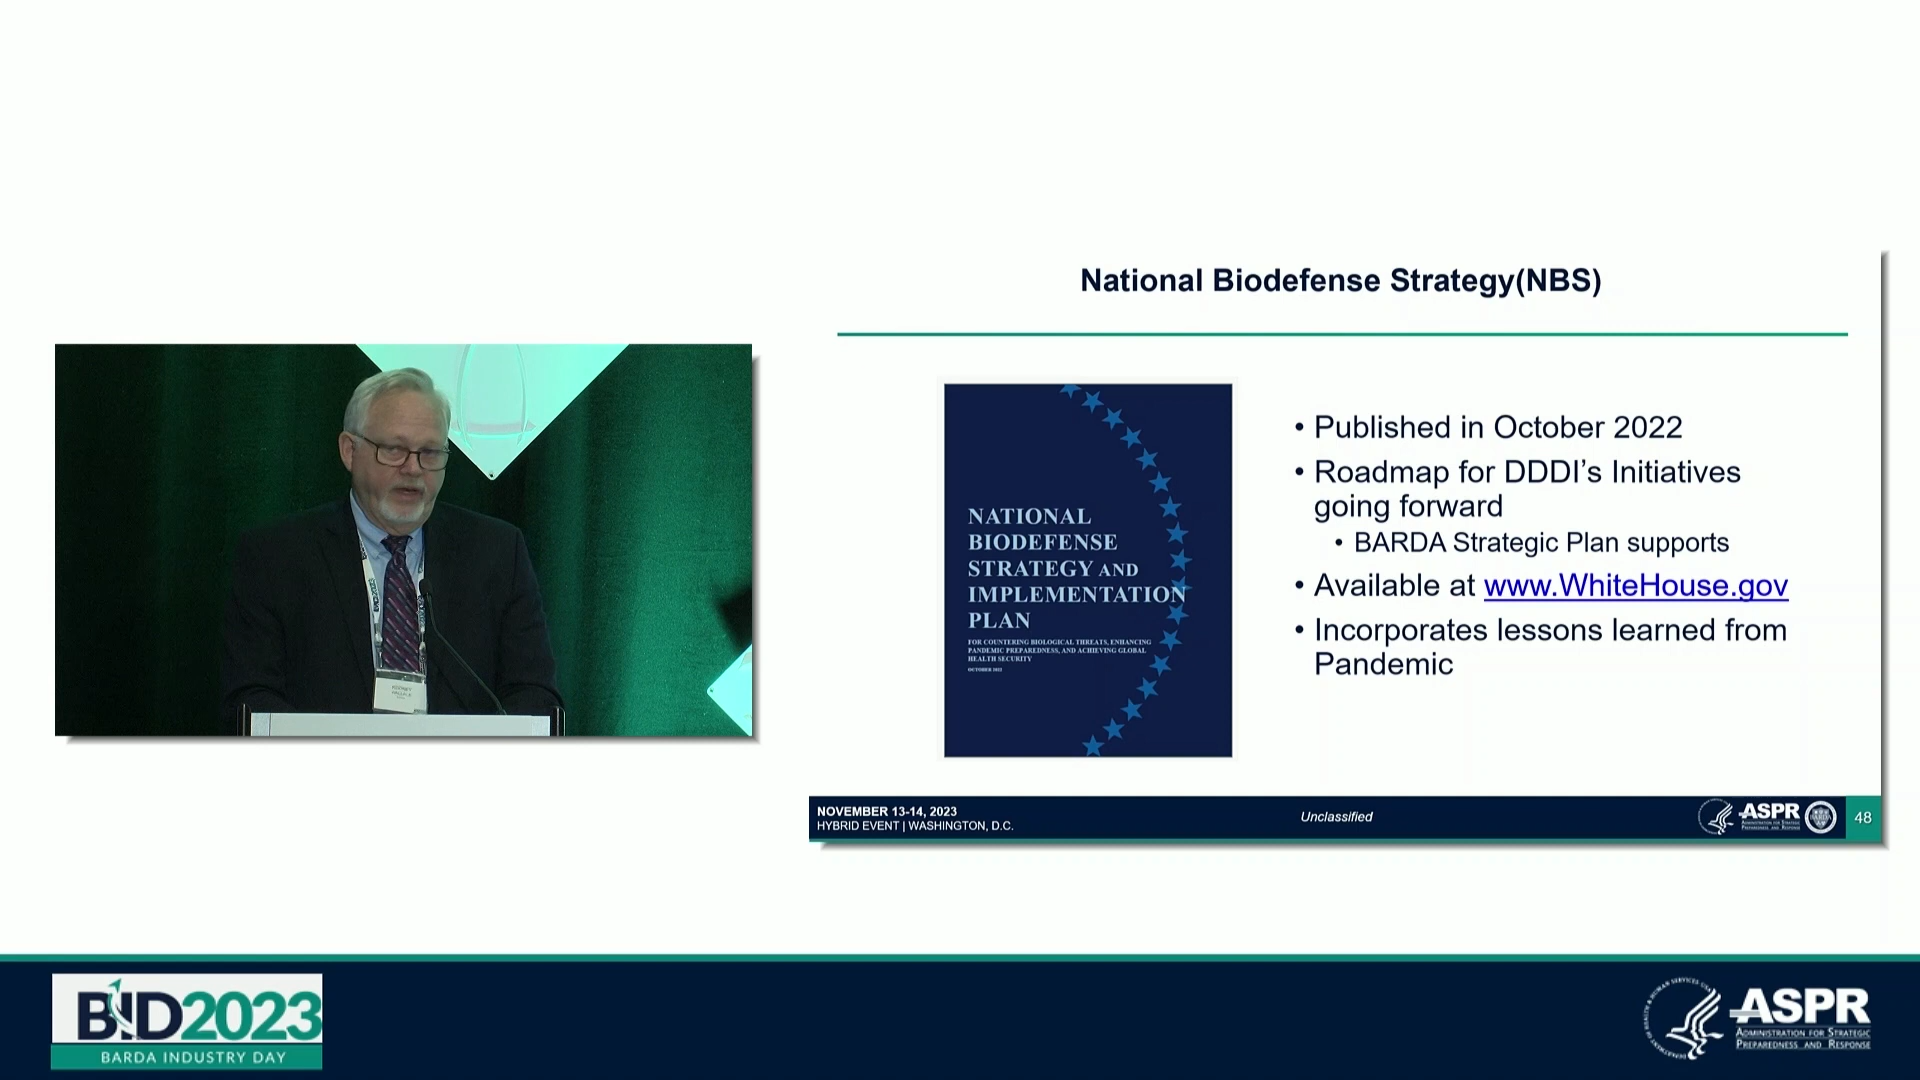 National Biodefense Strategy(NBS)
NATIONAL
BIODEFENSE
STRATEGY AND
IMPLEMENTATION
PLAN
FOR COUNTERING BIOLOGICAL THREATS, ENHANCING
PANDEMIC PREPAREDNESS, AND ACHIEVING GLOBAL
HEALTH SECURITY
OCTOBER 2022
• Published in October 2022
• Roadmap for DDDI’s Initiatives
going forward
• BARDA Strategic Plan supports
• Available at www.WhiteHouse.gov
• Incorporates lessons learned from
Pandemic
NOVEMBER 13-14, 2023
HYBRID EVENT | WASHINGTON, D.C.
Unclassified
ASPR
ADMINISTRATION FOR STRATEGIC
PREPAREDNESS AND RESPONSE
48
BID2023
BARDA INDUSTRY DAY
ASPR
ADMINISTRATION FOR STRATEGIC
PREPAREDNESS AND RESPONSE